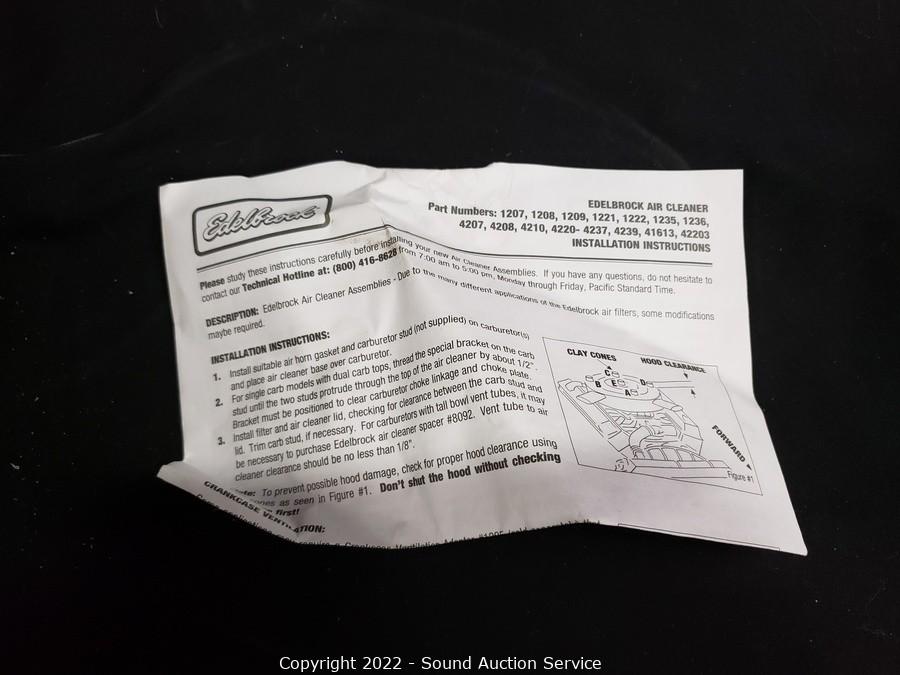 Edelbrock
EDELBROCK AIR CLEANER
Part Numbers: 1207, 1208, 1209, 1221, 1222, 1235, 1236,
4207, 4208, 4210, 4220- 4237, 4239, 41613, 42203
INSTALLATION INSTRUCTIONS
Please study these instructions carefully before installing your new Air Cleaner Assemblies. If you have any questions, do not hesitate to
contact our Technical Hotline at: (800) 416-8628 from 7:00 am to 5:00 pm, Monday through Friday, Pacific Standard Time.
DESCRIPTION: Edelbrock Air Cleaner Assemblies - Due to the many different applications of the Edelbrock air filters, some modifications
maybe required.
INSTALLATION INSTRUCTIONS:
1. Install suitable air horn gasket and carburetor stud (not supplied) on carburetor(s)
and place air cleaner base over carburetor.
2. For single carb models with dual carb tops, thread the special bracket on the carb
stud until the two studs protrude through the top of the air cleaner by about 1/2".
Bracket must be positioned to clear carburetor choke linkage and choke plate.
3. Install filter and air cleaner lid, checking for clearance between the carb stud and
lid. Trim carb stud, if necessary. For carburetors with tall bowl vent tubes, it may
be necessary to purchase Edelbrock air cleaner spacer #8092. Vent tube to air
cleaner clearance should be no less than 1/8".
To prevent possible hood damage, check for proper hood clearance using
as seen in Figure #1. Don't shut the hood without checking
first!
CLAY CONES
HOOD CLEARANCE
C
B E D
A
FORWARD
Figure #1
CRANKCASE
Copyright 2022 - Sound Auction Service